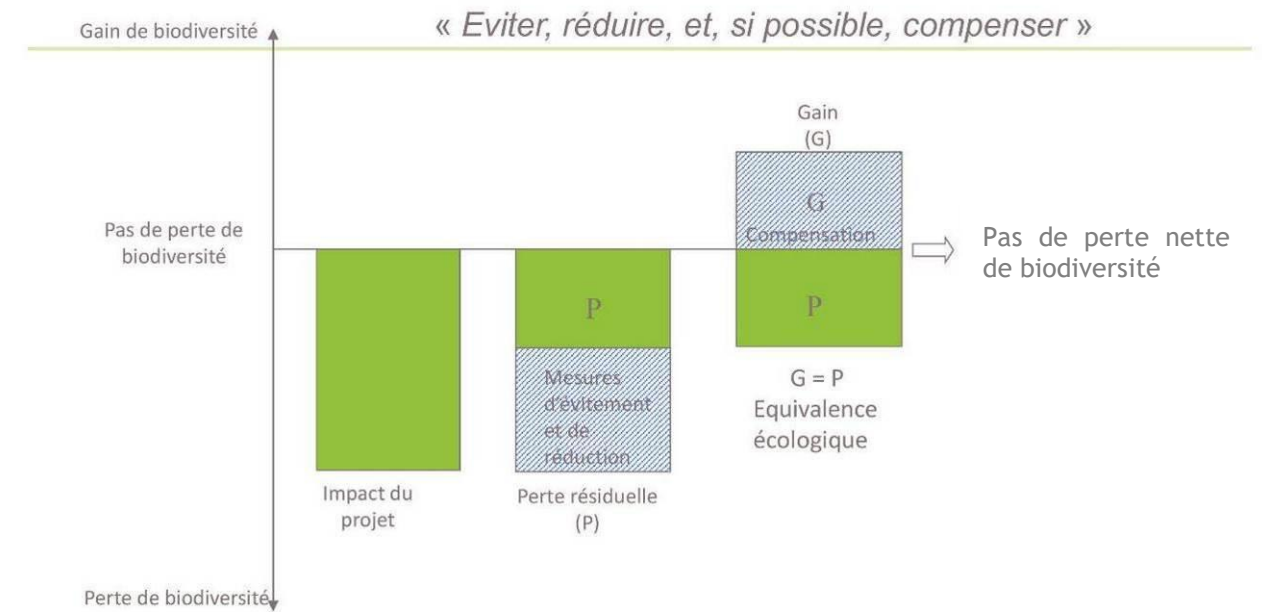 « Eviter, réduire, et, si possible, compenser »
Gain de biodiversité
Gain
(G)
G
Compensation
Pas de perte de
biodiversité
Pas de perte nette
de biodiversité
P
P
Mesures
d'évitement
et de
réduction
G = P
Equivalence
écologique
Impact du
projet
Perte résiduelle
(P)
Perte de biodiversité